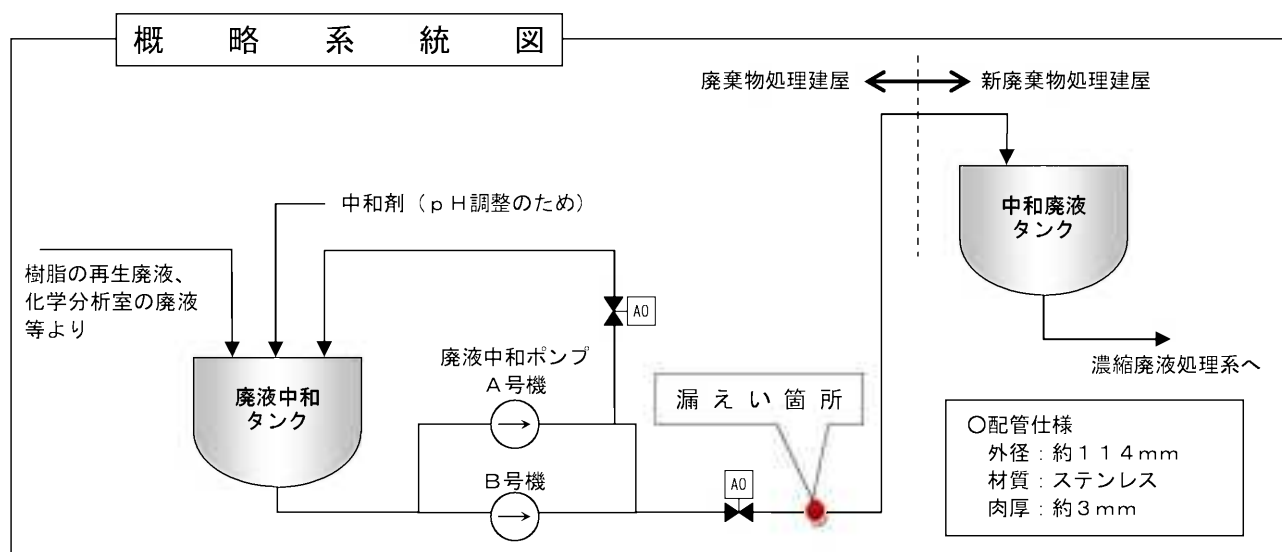 概略系統図
廃棄物処理建屋
新廃棄物処理建屋
中和剤（ｐＨ調整のため）
中和廃液
タンク
樹脂の再生廃液、
化学分析室の廃液
等より
AO
濃縮廃液処理系へ
廃液中和ポンプ
Ａ号機
漏えい箇所
廃液中和
タンク
○配管仕様
外径：約１１４ｍｍ
材質：ステンレス
肉厚：約３ｍｍ
Ｂ号機
AO